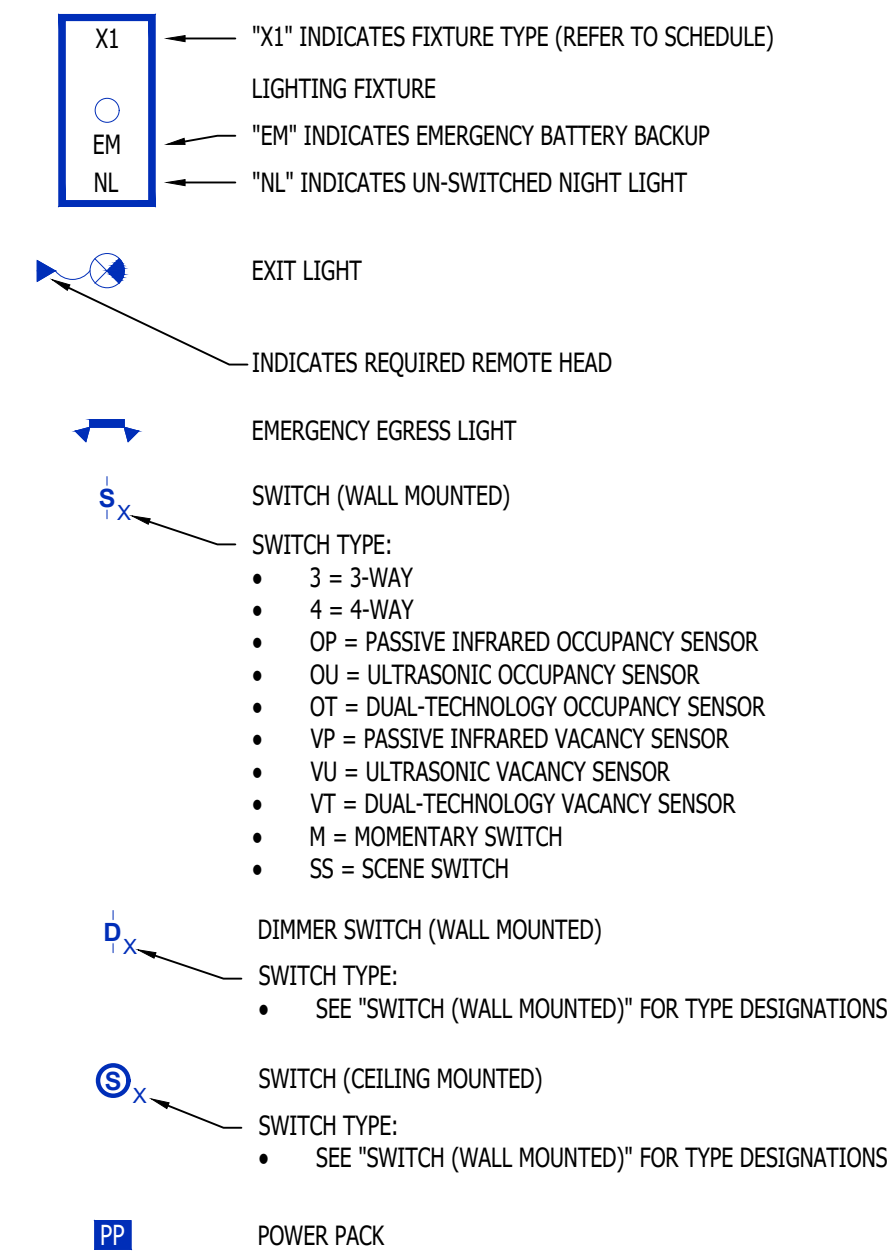 X1 "X1" INDICATES FIXTURE TYPE (REFER TO SCHEDULE)
LIGHTING FIXTURE
EM "EM" INDICATES EMERGENCY BATTERY BACKUP
NL "NL" INDICATES UN-SWITCHED NIGHT LIGHT
EXIT LIGHT
INDICATES REQUIRED REMOTE HEAD
EMERGENCY EGRESS LIGHT
S X SWITCH (WALL MOUNTED)
SWITCH TYPE:
• 3 = 3-WAY
• 4 = 4-WAY
• OP = PASSIVE INFRARED OCCUPANCY SENSOR
• OU = ULTRASONIC OCCUPANCY SENSOR
• OT = DUAL-TECHNOLOGY OCCUPANCY SENSOR
• VP = PASSIVE INFRARED VACANCY SENSOR
• VU = ULTRASONIC VACANCY SENSOR
• VT = DUAL-TECHNOLOGY VACANCY SENSOR
• M = MOMENTARY SWITCH
• SS = SCENE SWITCH
D X DIMMER SWITCH (WALL MOUNTED)
SWITCH TYPE:
• SEE "SWITCH (WALL MOUNTED)" FOR TYPE DESIGNATIONS
S X SWITCH (CEILING MOUNTED)
SWITCH TYPE:
• SEE "SWITCH (WALL MOUNTED)" FOR TYPE DESIGNATIONS
PP POWER PACK